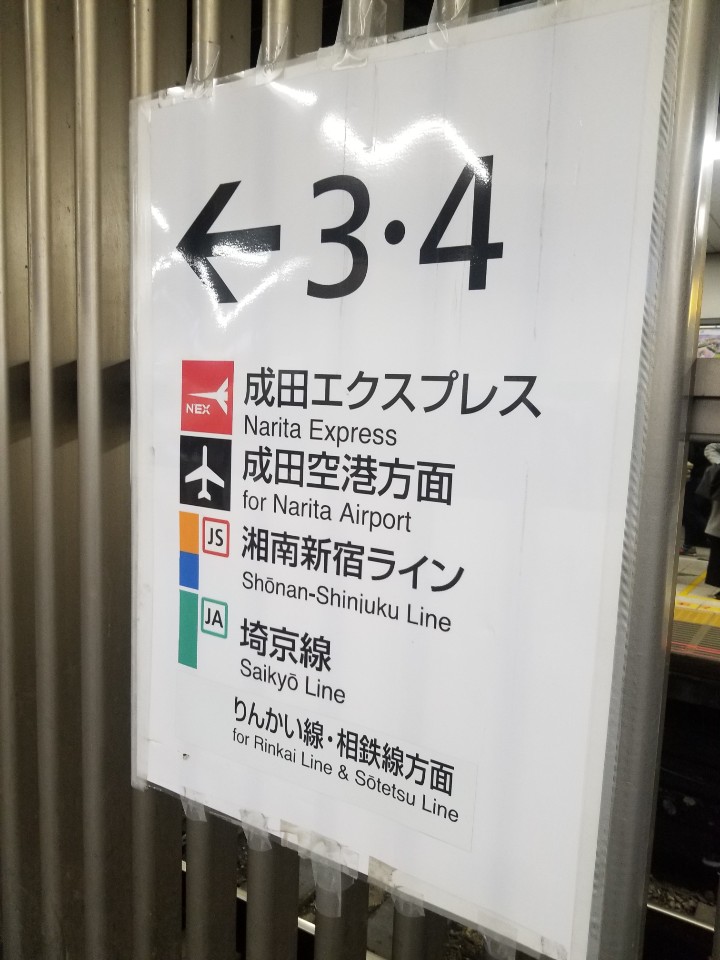 ← 3・4
NEX
成田エクスプレス
Narita Express
成田空港方面
for Narita Airport
JS
湘南新宿ライン
Shōnan-Shinjuku Line
JA
埼京線
Saikyō Line
りんかい線・相鉄線方面
for Rinkai Line & Sōtetsu Line